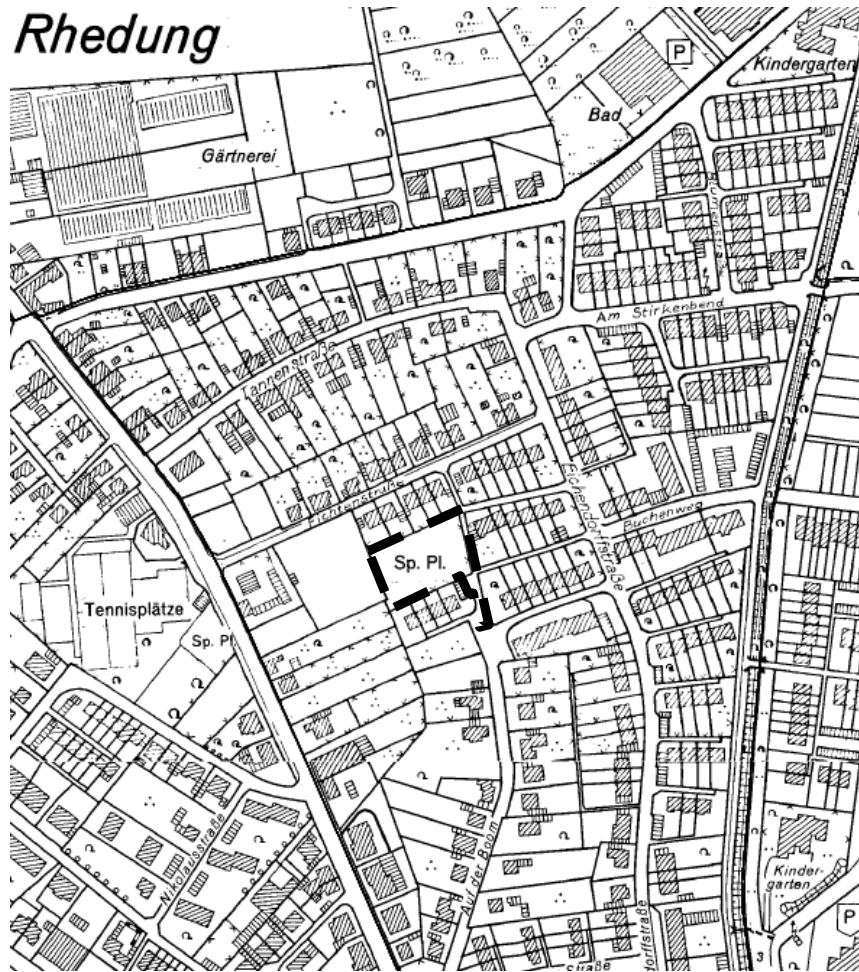 Rhedung
P
Kindergarten
Bad
Gärtnerei
Am Stirkenbend
Tannenstraße
Fichtenstraße
Eichendorffstraße
Buchenweg
Sp. Pl.
Tennisplätze
Sp. Pl.
Nikolausstraße
Auf der Boom
Kinder-
garten
P
dorffstraße
Straße
3